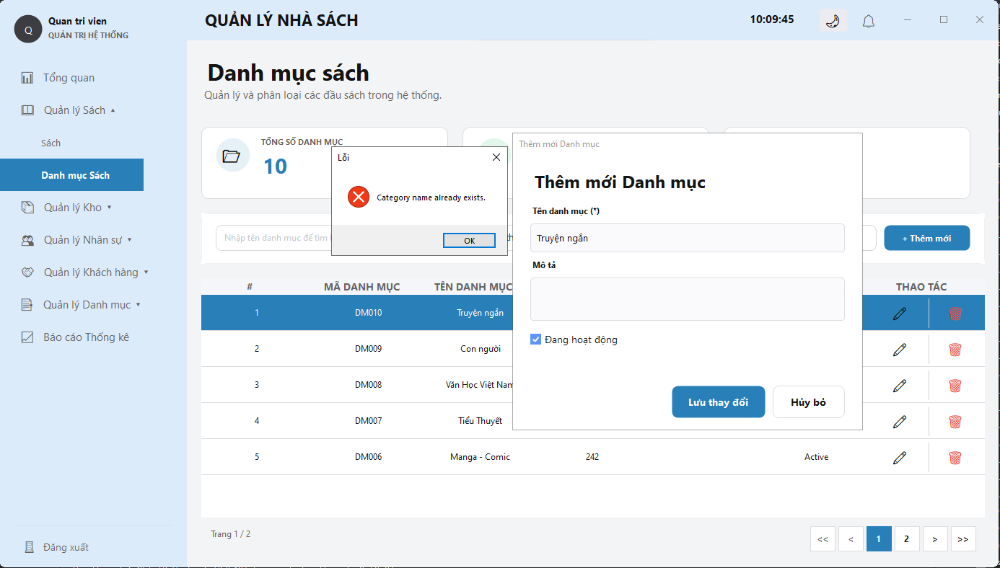 Q
Quan tri vien
QUẢN TRỊ HỆ THỐNG
Tổng quan
Quản lý Sách
Sách
Danh mục Sách
Quản lý Kho
Quản lý Nhân sự
Quản lý Khách hàng
Quản lý Danh mục
Báo cáo Thống kê
Đăng xuất
QUẢN LÝ NHÀ SÁCH
10:09:45
Danh mục sách
Quản lý và phân loại các đầu sách trong hệ thống.
TỔNG SỐ DANH MỤC
10
Lỗi
Category name already exists.
OK
Thêm mới Danh mục
Thêm mới Danh mục
Tên danh mục (*)
Truyện ngắn
Mô tả
Đang hoạt động
Lưu thay đổi
Hủy bỏ
Nhập tên danh mục để tìm
+ Thêm mới
# MÃ DANH MỤC TÊN DANH MỤC THAO TÁC
1 DM010 Truyện ngắn
2 DM009 Con người
3 DM008 Văn Học Việt Nam
4 DM007 Tiểu Thuyết
5 DM006 Manga - Comic 242 Active
Trang 1 / 2
<< < 1 2 > >>